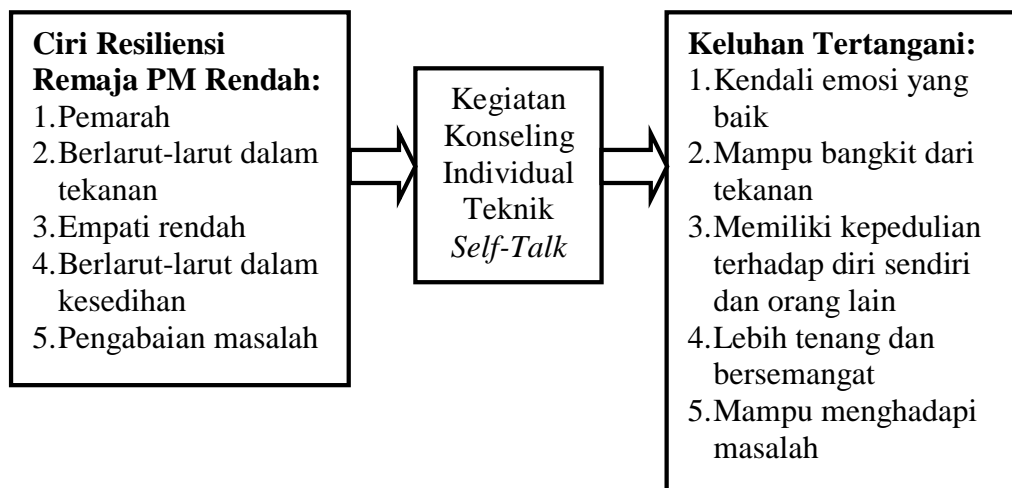 Ciri Resiliensi
Remaja PM Rendah:
1.Pemarah
2.Berlarut-larut dalam
tekanan
3.Empati rendah
4.Berlarut-larut dalam
kesedihan
5.Pengabaian masalah
Kegiatan
Konseling
Individual
Teknik
Self-Talk
Keluhan Tertangani:
1.Kendali emosi yang
baik
2.Mampu bangkit dari
tekanan
3.Memiliki kepedulian
terhadap diri sendiri
dan orang lain
4.Lebih tenang dan
bersemangat
5.Mampu menghadapi
masalah